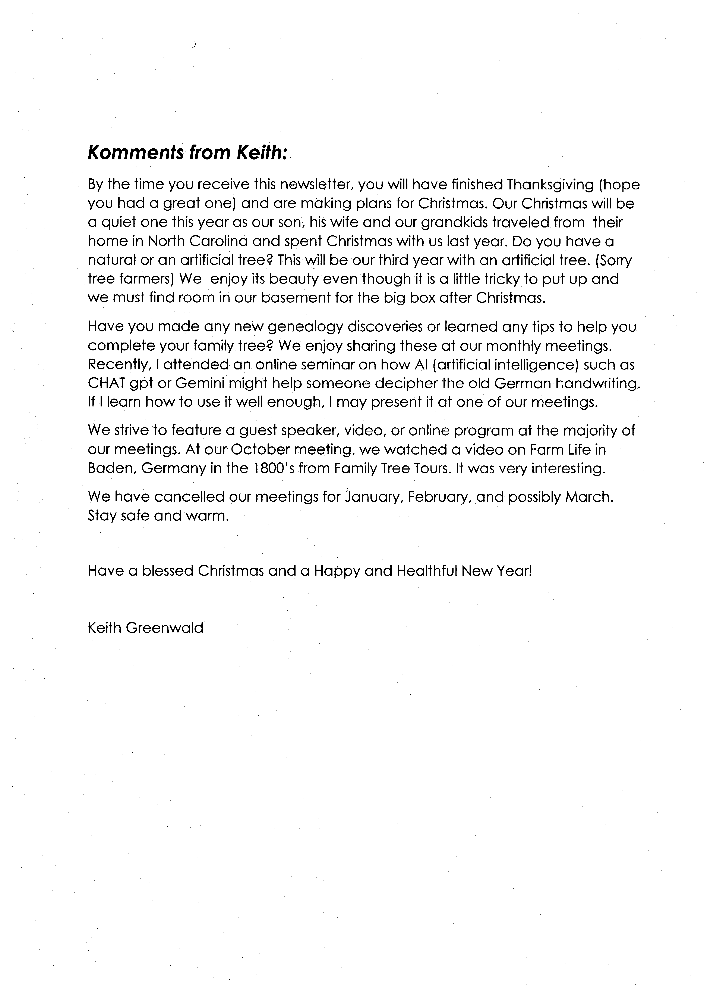 Komments from Keith:
By the time you receive this newsletter, you will have finished Thanksgiving (hope
you had a great one) and are making plans for Christmas. Our Christmas will be
a quiet one this year as our son, his wife and our grandkids traveled from  their
home in North Carolina and spent Christmas with us last year. Do you have a
natural or an artificial tree? This will be our third year with an artificial tree. (Sorry
tree farmers) We  enjoy its beauty even though it is a little tricky to put up and
we must find room in our basement for the big box after Christmas.
Have you made any new genealogy discoveries or learned any tips to help you
complete your family tree? We enjoy sharing these at our monthly meetings.
Recently, I attended an online seminar on how AI (artificial intelligence) such as
CHAT gpt or Gemini might help someone decipher the old German handwriting.
If I learn how to use it well enough, I may present it at one of our meetings.
We strive to feature a guest speaker, video, or online program at the majority of
our meetings. At our October meeting, we watched a video on Farm Life in
Baden, Germany in the 1800's from Family Tree Tours. It was very interesting.
We have cancelled our meetings for January, February, and possibly March.
Stay safe and warm.
Have a blessed Christmas and a Happy and Healthful New Year!
Keith Greenwald